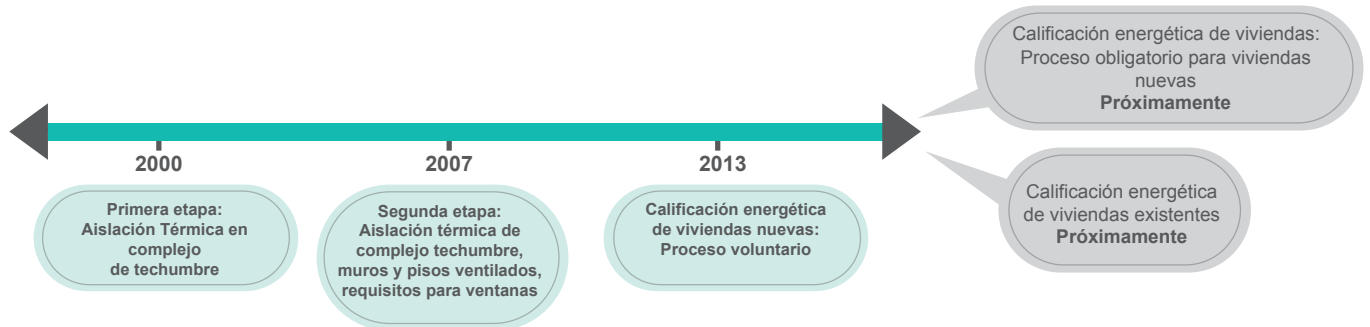 Calificación energética de viviendas:
Proceso obligatorio para viviendas
nuevas
Próximamente
2000
2007
2013
Primera etapa:
Aislación Térmica en
complejo
de techumbre
Segunda etapa:
Aislación térmica de
complejo techumbre,
muros y pisos ventilados,
requisitos para ventanas
Calificación energética
de viviendas nuevas:
Proceso voluntario
Calificación energética
de viviendas existentes
Próximamente